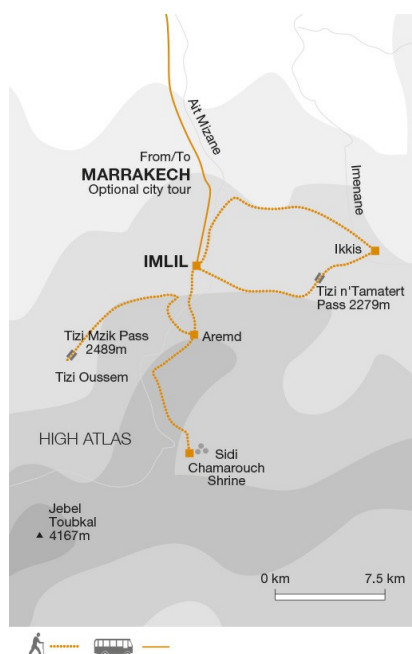 Ait Mizane
From/To
MARRAKECH
Optional city tour
Imenane
IMLIL
Ikkis
Tizi n'Tamatert
Pass 2279m
Tizi Mzik Pass
2489m
Aremd
Tizi Oussem
HIGH ATLAS
Sidi
Chamarouch
Shrine
Jebel
Toubkal
4167m
0 km
7.5 km